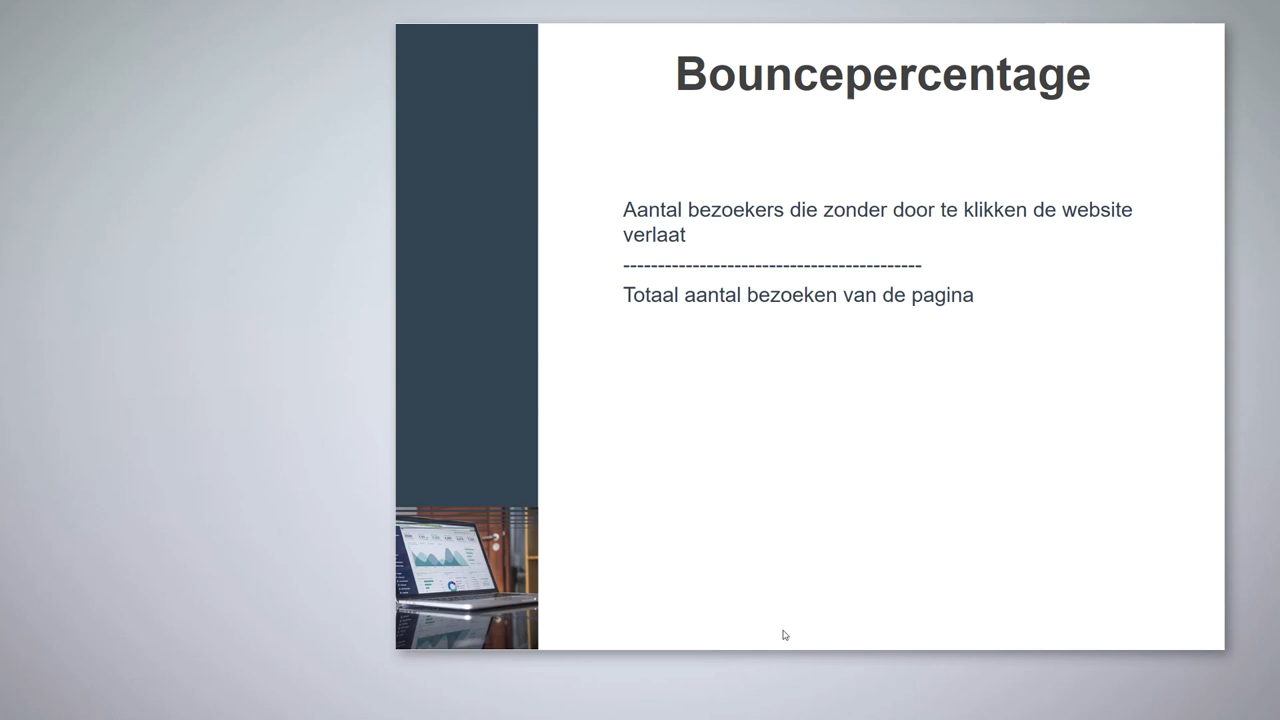 Bouncepercentage
Aantal bezoekers die zonder door te klikken de website
verlaat
-------------------------------------------
Totaal aantal bezoeken van de pagina